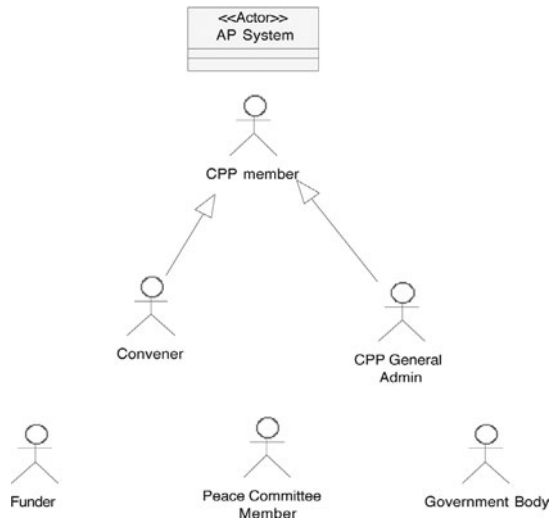 <<Actor>>
AP System
CPP member
Convener
CPP General
Admin
Funder
Peace Committee
Member
Government Body